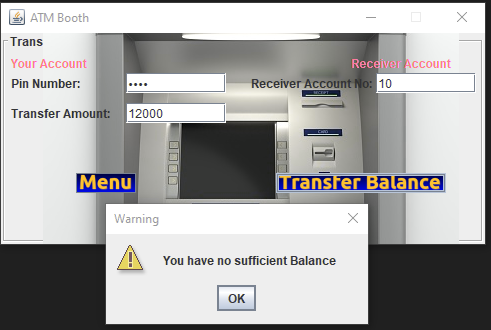 ATM Booth
Trans
Your Account
Receiver Account
Pin Number:
••••
Receiver Account No:
10
Transfer Amount:
12000
RECEIPT
CARD
Menu
Transfer Balance
Warning
You have no sufficient Balance
OK